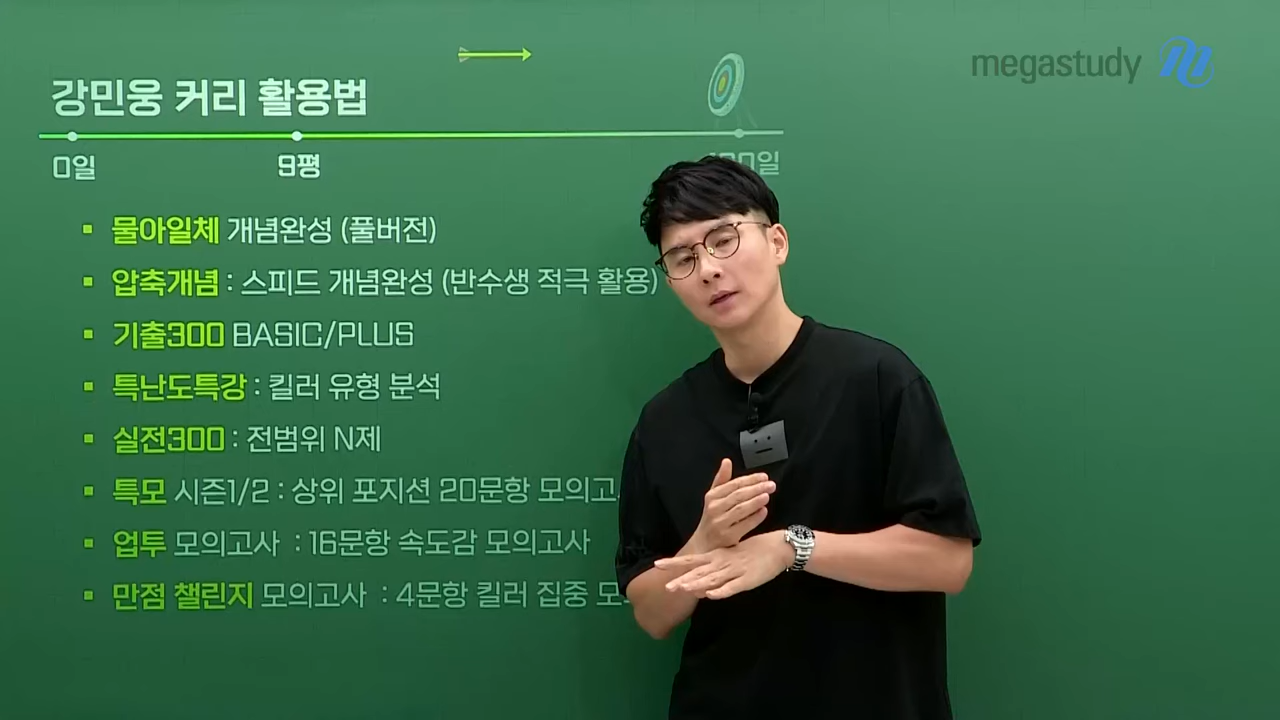 megastudy
강민웅 커리 활용법
0일
9평
일
물아일체 개념완성 (풀버전)
압축개념 : 스피드 개념완성 (반수생 적극 활용)
기출300 BASIC/PLUS
특난도특강 : 킬러 유형 분석
실전300 : 전범위 N제
특모 시즌1/2 : 상위 포지션 20문항
업투 모의고사 : 16문항 속도감 모의고사
만점 챌린지 모의고사 : 4문항 킬러 집중